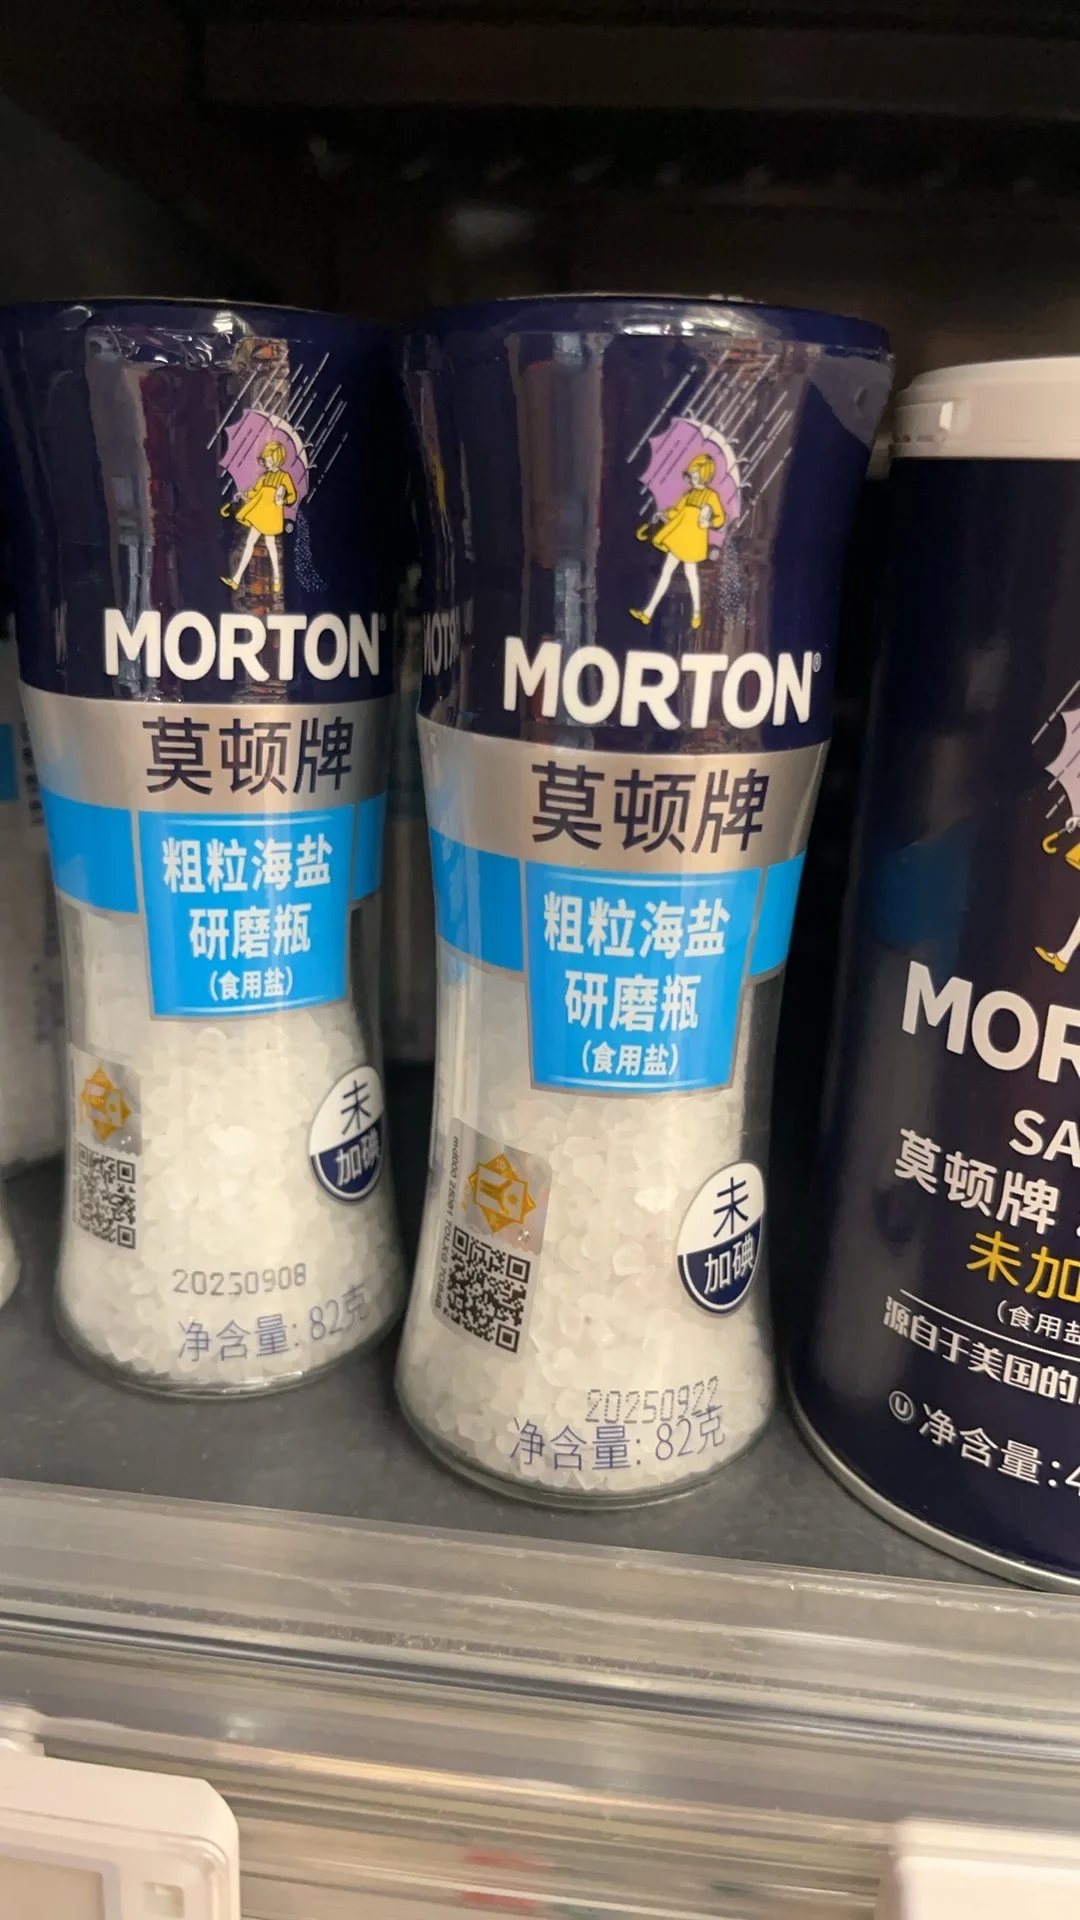 MORTON®
莫顿牌
粗粒海盐
研磨瓶
(食用盐)
未
加碘
20250908
净含量: 82克
MORTON®
莫顿牌
粗粒海盐
研磨瓶
(食用盐)
未
加碘
20250922
净含量: 82克
MOR
SA
莫顿牌
未加
(食用盐
源自于美国的
U 净含量:4